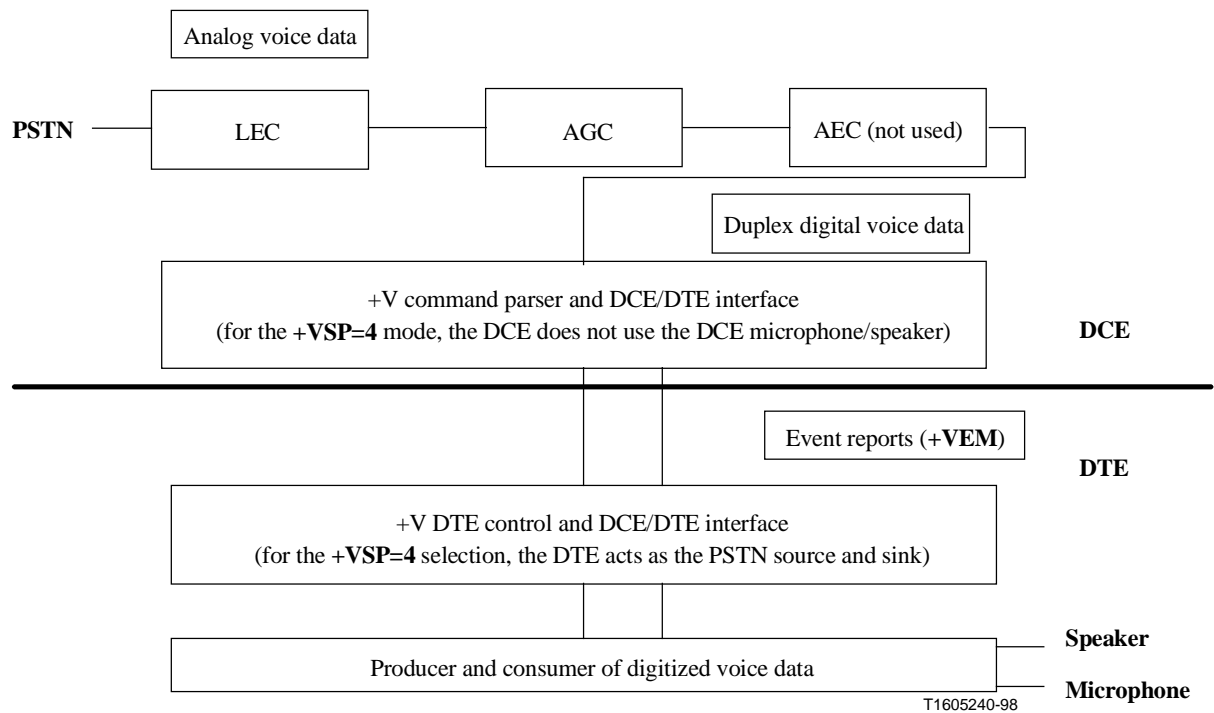 Analog voice data
PSTN
LEC
AGC
AEC (not used)
Duplex digital voice data
+V command parser and DCE/DTE interface
(for the +VSP=4 mode, the DCE does not use the DCE microphone/speaker)
DCE
Event reports (+VEM)
DTE
+V DTE control and DCE/DTE interface
(for the +VSP=4 selection, the DTE acts as the PSTN source and sink)
Speaker
Producer and consumer of digitized voice data
Microphone
T1605240-98